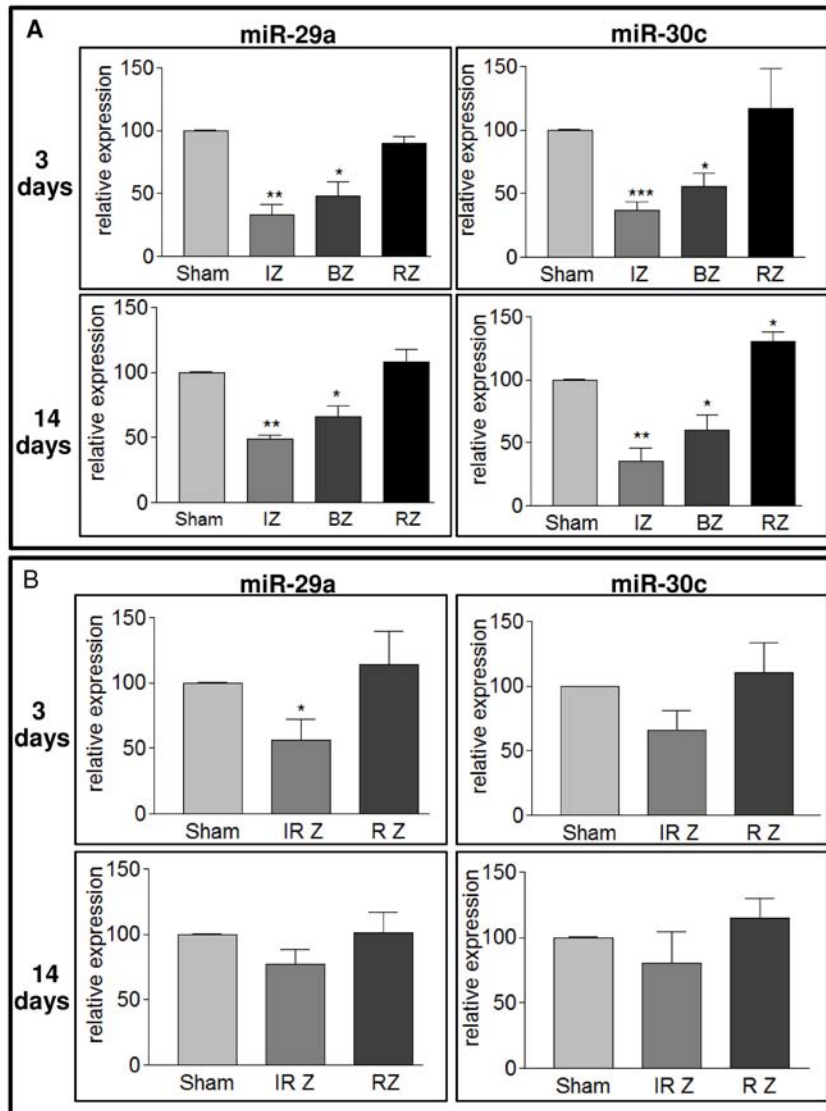 A
miR-29a
miR-30c
3
days
relative expression
150
100
50
0
**
*
Sham IZ BZ RZ
relative expression
150
100
50
0
***
*
Sham IZ BZ RZ
14
days
relative expression
150
100
50
0
**
*
Sham IZ BZ RZ
relative expression
150
100
50
0
**
*
*
Sham IZ BZ RZ
B
miR-29a
miR-30c
3
days
relative expression
150
100
50
0
*
Sham IR Z R Z
relative expression
150
100
50
0
Sham IR Z R Z
14
days
relative expression
150
100
50
0
Sham IR Z RZ
relative expression
150
100
50
0
Sham IR Z R Z